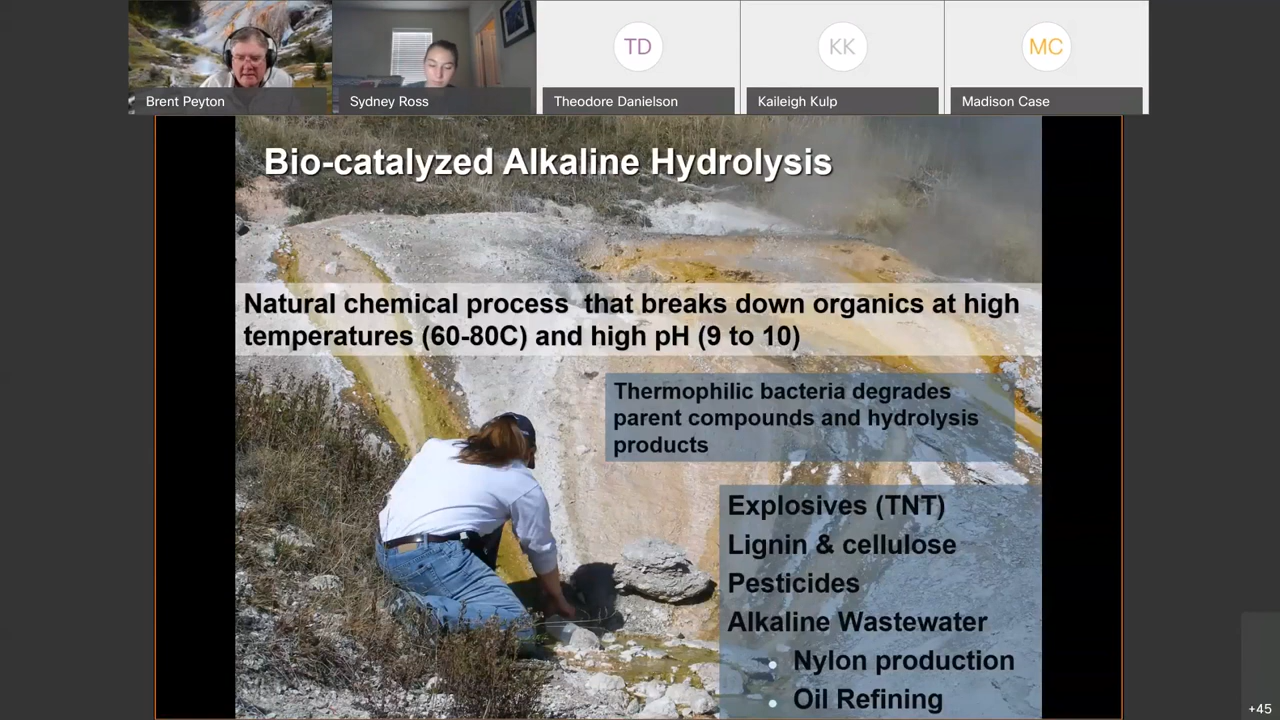 TD
KK
MC
Brent Peyton
Sydney Ross
Theodore Danielson
Kaileigh Kulp
Madison Case
Bio-catalyzed Alkaline Hydrolysis
Natural chemical process that breaks down organics at high
temperatures (60-80C) and high pH (9 to 10)
Thermophilic bacteria degrades
parent compounds and hydrolysis
products
Explosives (TNT)
Lignin & cellulose
Pesticides
Alkaline Wastewater
• Nylon production
• Oil Refining
+45